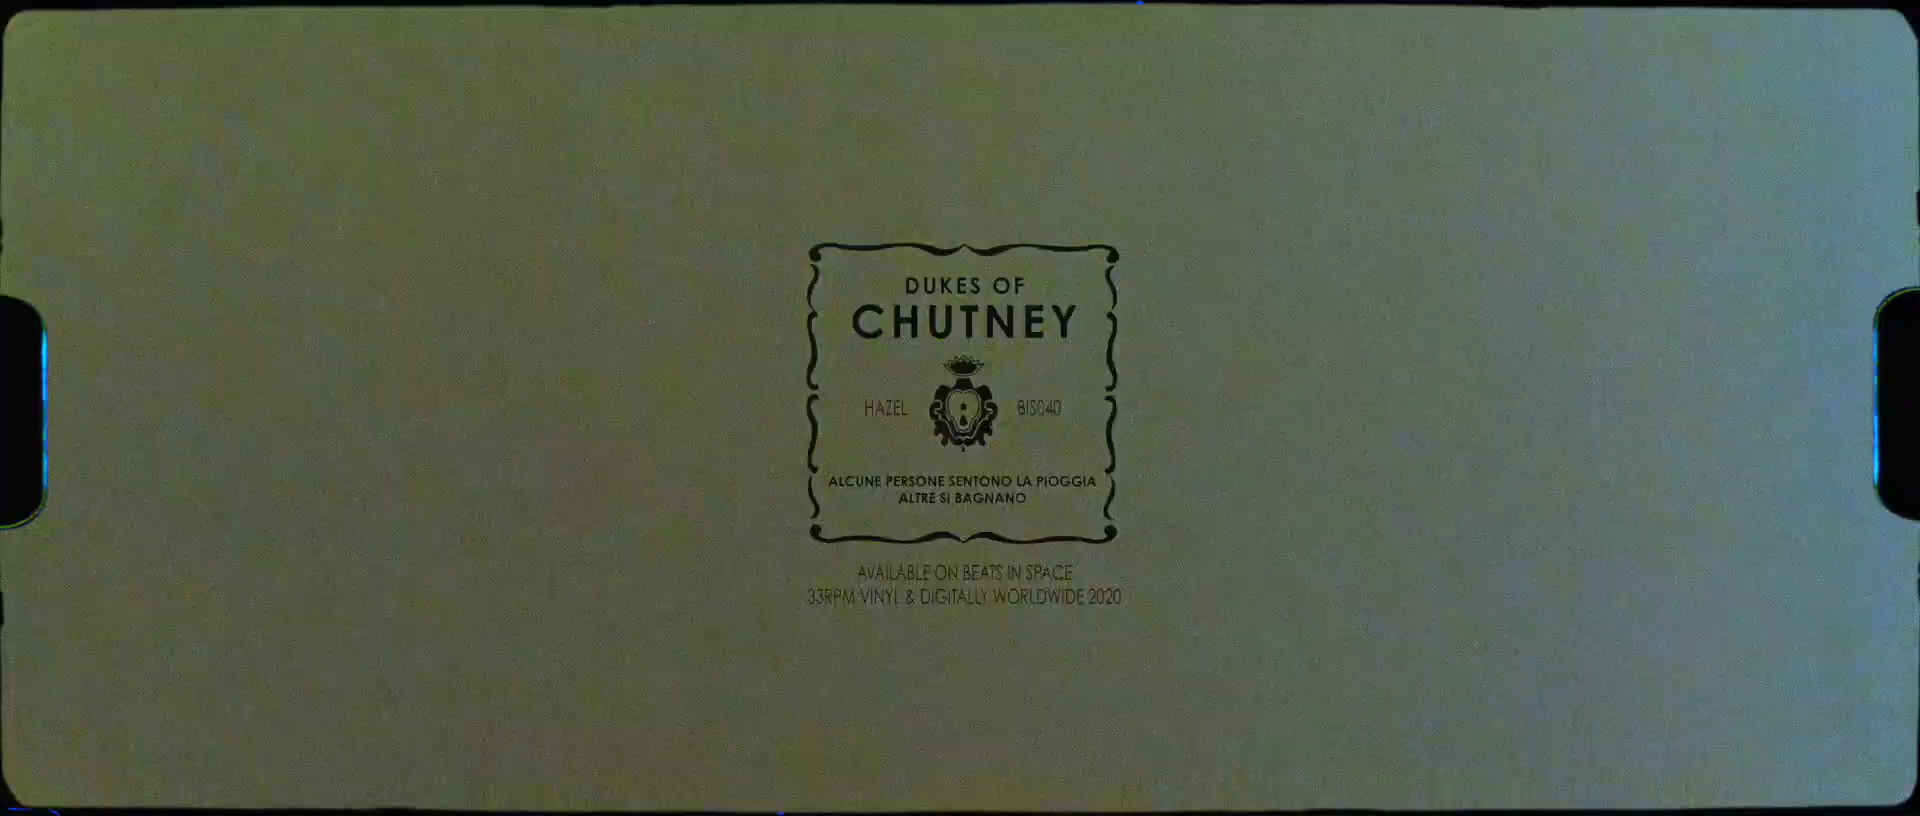 DUKES OF
CHUTNEY
HAZEL BIS040
ALCUNE PERSONE SENTONO LA PIOGGIA
ALTRE SI BAGNANO
AVAILABLE ON BEATS IN SPACE
33RPM VINYL & DIGITALLY WORLDWIDE 2020